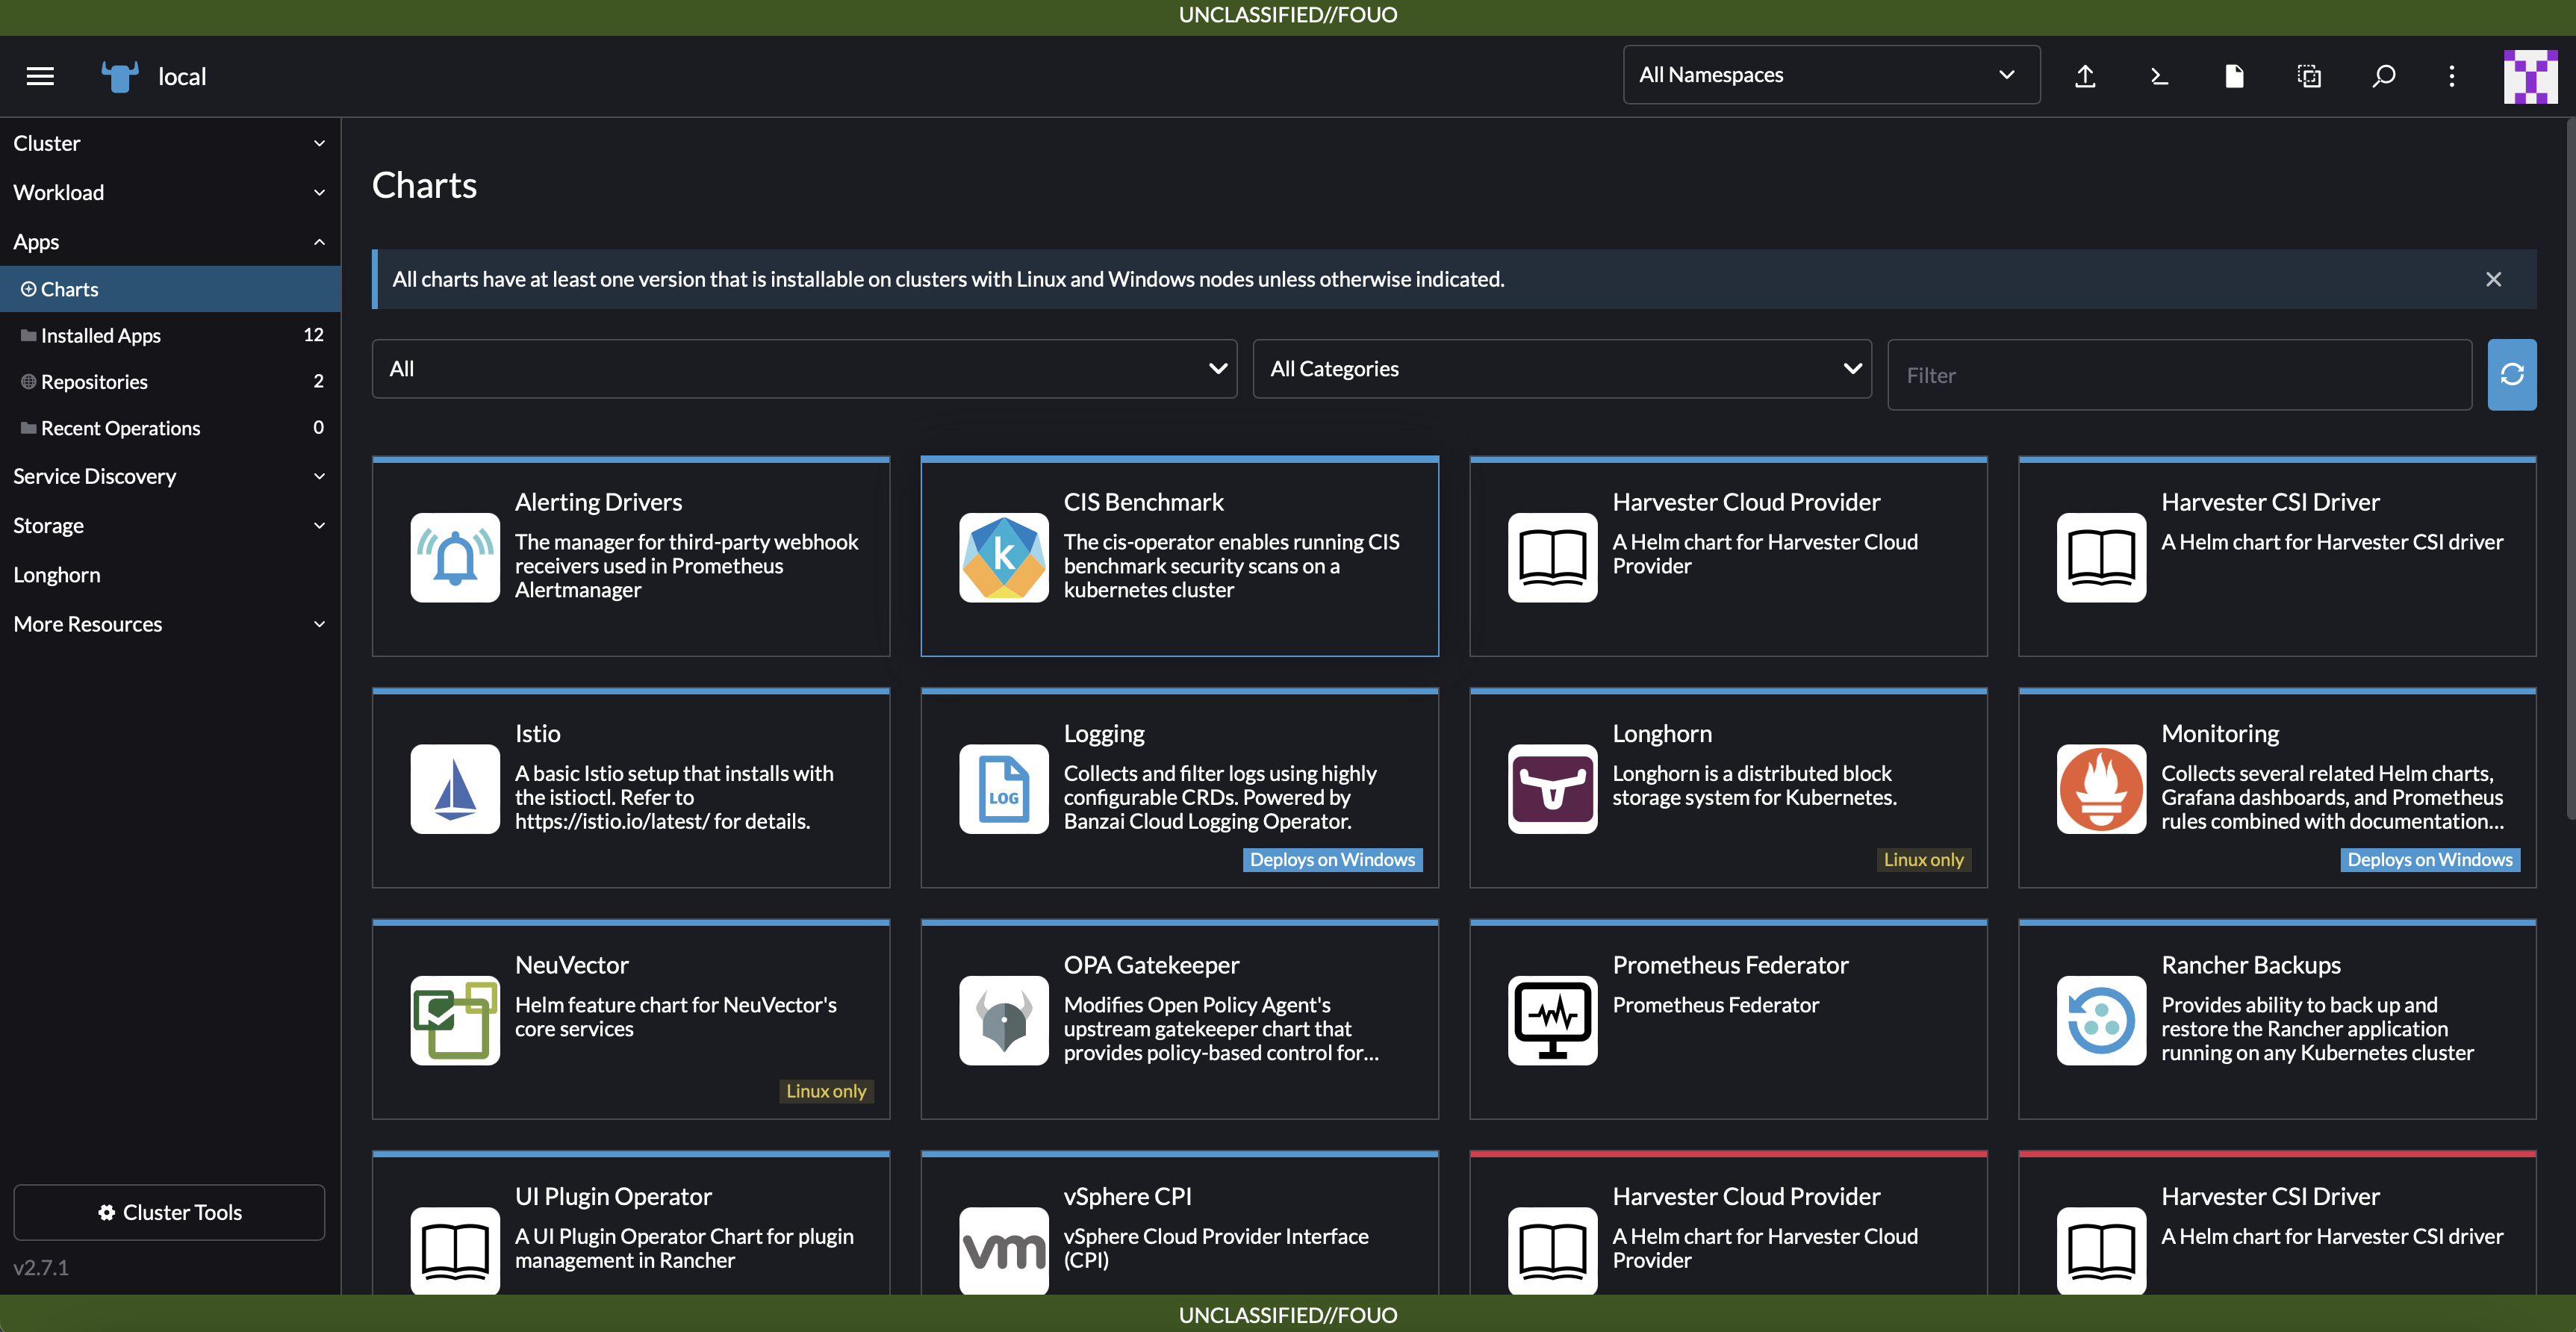 UNCLASSIFIED//FOUO
local
All Namespaces
Cluster
Workload
Apps
Charts
Installed Apps 12
Repositories 2
Recent Operations 0
Service Discovery
Storage
Longhorn
More Resources
Cluster Tools
v2.7.1
Charts
All charts have at least one version that is installable on clusters with Linux and Windows nodes unless otherwise indicated.
All
All Categories
Filter
Alerting Drivers
The manager for third-party webhook
receivers used in Prometheus
Alertmanager
k
CIS Benchmark
The cis-operator enables running CIS
benchmark security scans on a
kubernetes cluster
Harvester Cloud Provider
A Helm chart for Harvester Cloud
Provider
Harvester CSI Driver
A Helm chart for Harvester CSI driver
Istio
A basic Istio setup that installs with
the istioctl. Refer to
https://istio.io/latest/ for details.
LOG
Logging
Collects and filter logs using highly
configurable CRDs. Powered by
Banzai Cloud Logging Operator.
Deploys on Windows
Longhorn
Longhorn is a distributed block
storage system for Kubernetes.
Linux only
Monitoring
Collects several related Helm charts,
Grafana dashboards, and Prometheus
rules combined with documentation...
Deploys on Windows
NeuVector
Helm feature chart for NeuVector's
core services
Linux only
OPA Gatekeeper
Modifies Open Policy Agent's
upstream gatekeeper chart that
provides policy-based control for...
Prometheus Federator
Prometheus Federator
Rancher Backups
Provides ability to back up and
restore the Rancher application
running on any Kubernetes cluster
UI Plugin Operator
A UI Plugin Operator Chart for plugin
management in Rancher
vm
vSphere CPI
vSphere Cloud Provider Interface
(CPI)
Harvester Cloud Provider
A Helm chart for Harvester Cloud
Provider
Harvester CSI Driver
A Helm chart for Harvester CSI driver
UNCLASSIFIED//FOUO